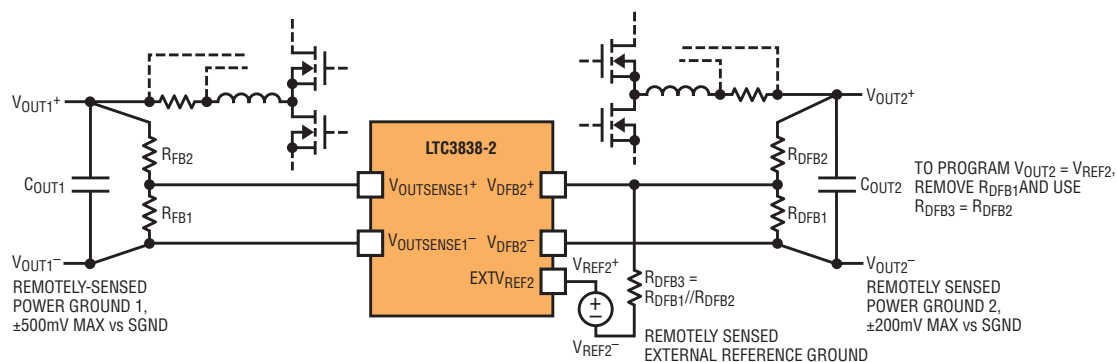 LTC3838-2
VOUT1+
RFB2
COUT1
RFB1
VOUT1–
REMOTELY-SENSED
POWER GROUND 1,
±500mV MAX vs SGND
VOUTSENSE1+
VOUTSENSE1–
VDFB2+
VDFB2–
EXTVREF2
VREF2+
+
–
VREF2–
RDFB3 =
RDFB1//RDFB2
REMOTELY SENSED
EXTERNAL REFERENCE GROUND
VOUT2+
RDFB2
COUT2
RDFB1
VOUT2–
REMOTELY SENSED
POWER GROUND 2,
±200mV MAX vs SGND
TO PROGRAM VOUT2 = VREF2,
REMOVE RDFB1AND USE
RDFB3 = RDFB2